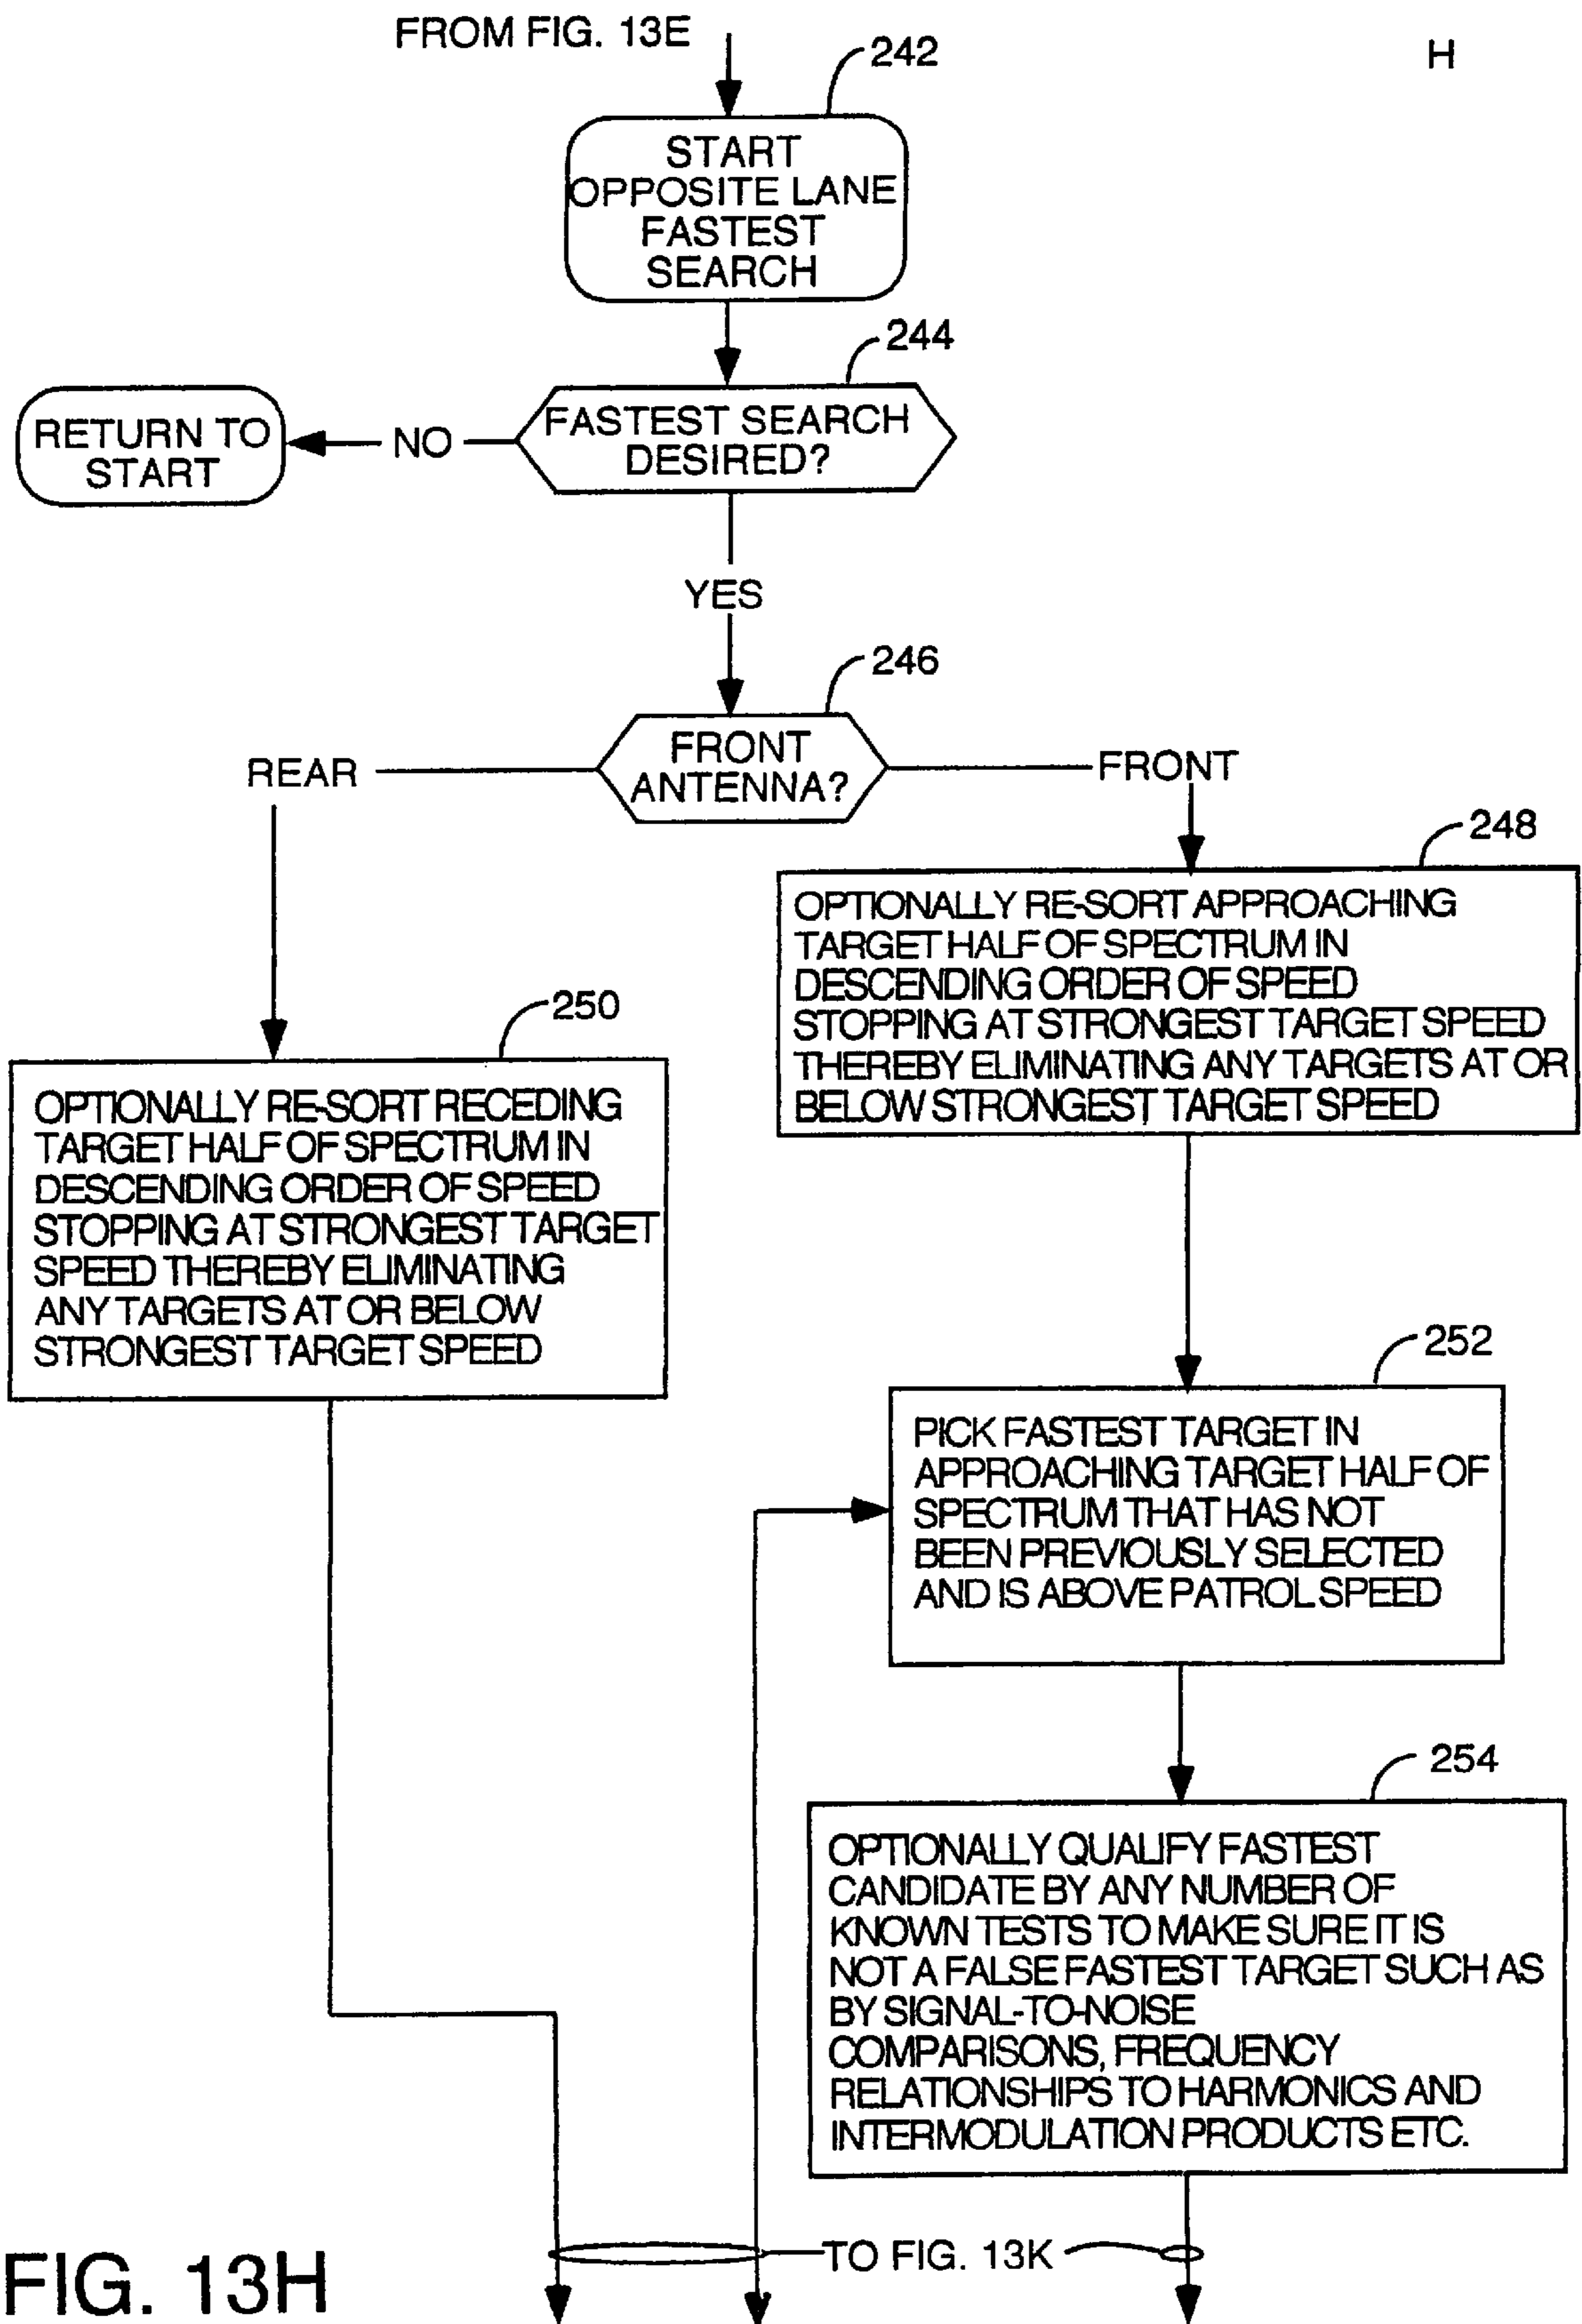 FROM FIG. 13E
242
H
START
OPPOSITE LANE
FASTEST
SEARCH
244
FASTEST SEARCH
DESIRED?
NO
RETURN TO
START
YES
246
FRONT
ANTENNA?
REAR
FRONT
248
OPTIONALLY RE-SORT APPROACHING
TARGET HALF OF SPECTRUM IN
DESCENDING ORDER OF SPEED
STOPPING AT STRONGEST TARGET SPEED
THEREBY ELIMINATING ANY TARGETS AT OR
BELOW STRONGEST TARGET SPEED
250
OPTIONALLY RE-SORT RECEDING
TARGET HALF OF SPECTRUM IN
DESCENDING ORDER OF SPEED
STOPPING AT STRONGEST TARGET
SPEED THEREBY ELIMINATING
ANY TARGETS AT OR BELOW
STRONGEST TARGET SPEED
252
PICK FASTEST TARGET IN
APPROACHING TARGET HALF OF
SPECTRUM THAT HAS NOT
BEEN PREVIOUSLY SELECTED
AND IS ABOVE PATROL SPEED
254
OPTIONALLY QUALIFY FASTEST
CANDIDATE BY ANY NUMBER OF
KNOWN TESTS TO MAKE SURE IT IS
NOT A FALSE FASTEST TARGET SUCH AS
BY SIGNAL-TO-NOISE
COMPARISONS, FREQUENCY
RELATIONSHIPS TO HARMONICS AND
INTERMODULATION PRODUCTS ETC.
TO FIG. 13K
FIG. 13H